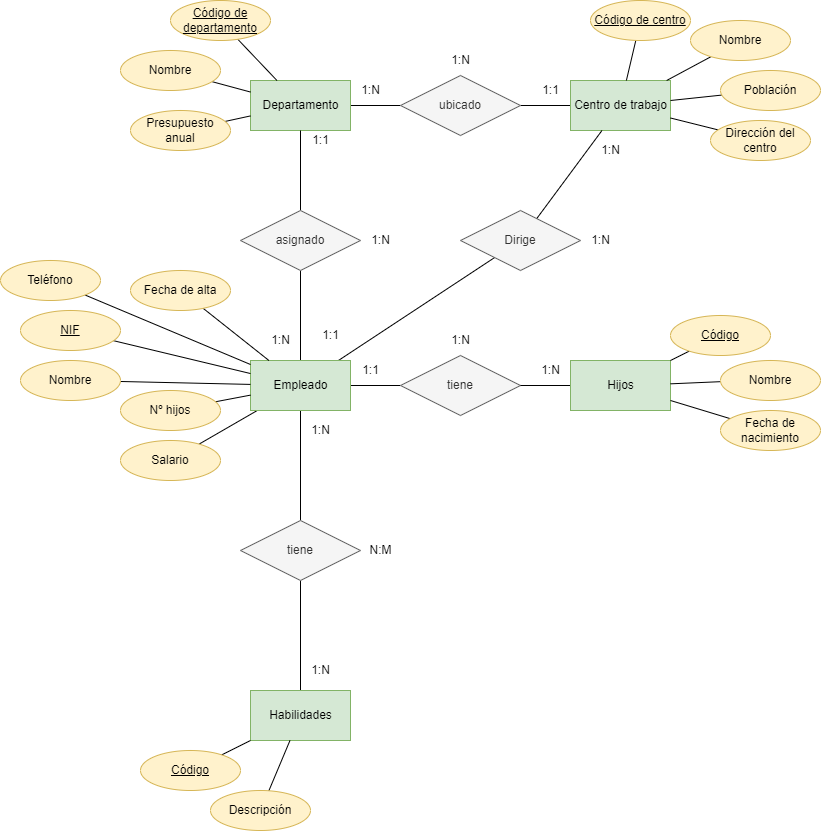 Código de
departamento
Código de centro
Nombre
1:N
Nombre
1:N
1:1
Población
Departamento
ubicado
Centro de trabajo
Presupuesto
anual
Dirección del
centro
1:1
1:N
asignado
1:N
Dirige
1:N
Teléfono
Fecha de alta
NIF
1:N
1:1
1:N
Código
1:1
1:N
Nombre
Empleado
tiene
Hijos
Nombre
Nº hijos
Fecha de
nacimiento
1:N
Salario
tiene
N:M
1:N
Habilidades
Código
Descripción